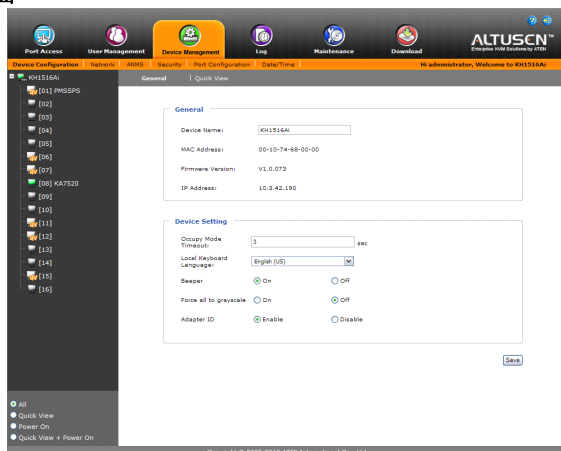 Port Access
User Management
Device Management
Log
Maintenance
Download
ALTUSCN™
Enterprise KVM Solutions by ATEN
Device Configuration Network ANMS Security Port Configuration Date/Time Hi administrator, Welcome to KH1516Ai
KH1516Ai
[01] PMSSPS
[02]
[03]
[04]
[05]
[06]
[07]
[08] KA7520
[09]
[10]
[11]
[12]
[13]
[14]
[15]
[16]
All
Quick View
Power On
Quick View + Power On
General | Quick View
General
Device Name: KH1516Ai
MAC Address: 00-10-74-68-00-00
Firmware Version: V1.0.073
IP Address: 10.3.42.190
Device Setting
Occupy Mode Timeout: 3 sec
Local Keyboard Language: English (US)
Beeper On Off
Force all to grayscale On Off
Adapter ID Enable Disable
Save